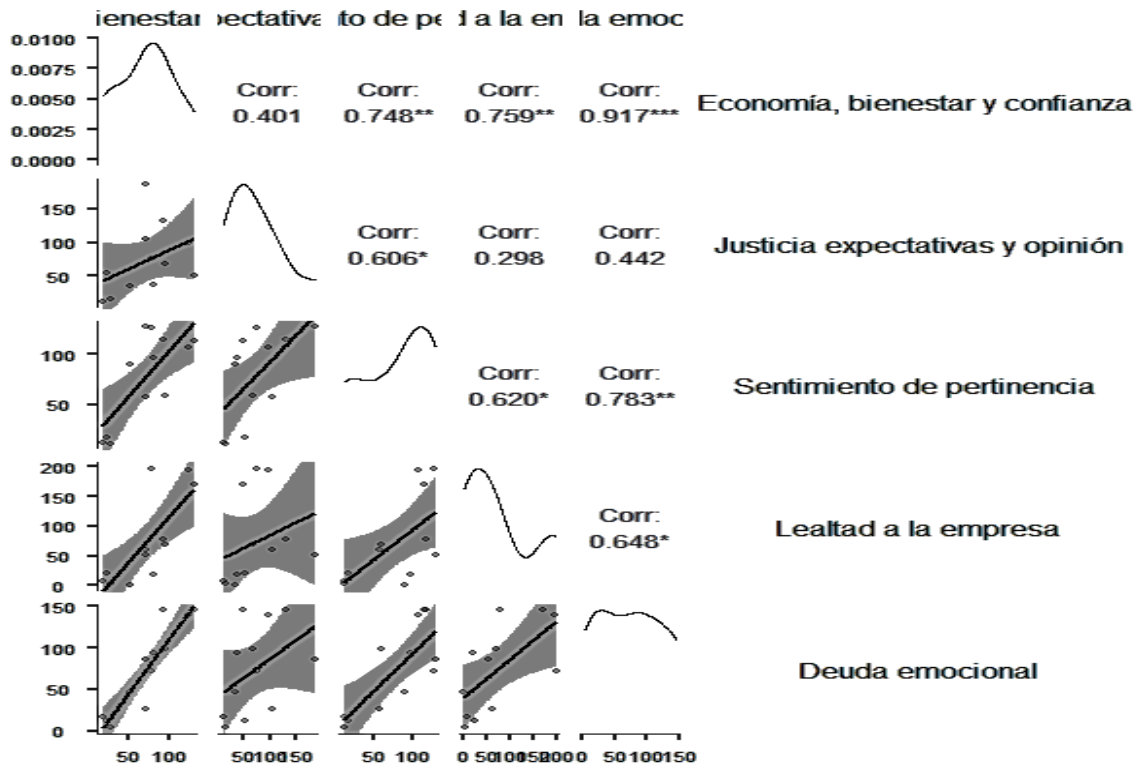 ienestar pectativa to de pe d a la en la emoc
0.0100
0.0075
0.0050
0.0025
0.0000
Corr: Corr: Corr: Corr:
0.401 0.748** 0.759** 0.917***
Economía, bienestar y confianza
150
100
50
Corr: Corr: Corr:
0.606* 0.298 0.442
Justicia expectativas y opinión
100
50
Corr: Corr:
0.620* 0.783**
Sentimiento de pertinencia
200
150
100
50
0
Corr:
0.648*
Lealtad a la empresa
150
100
50
0
Deuda emocional
50 100 50100150 50 100 0 50100150200 0 50 100150